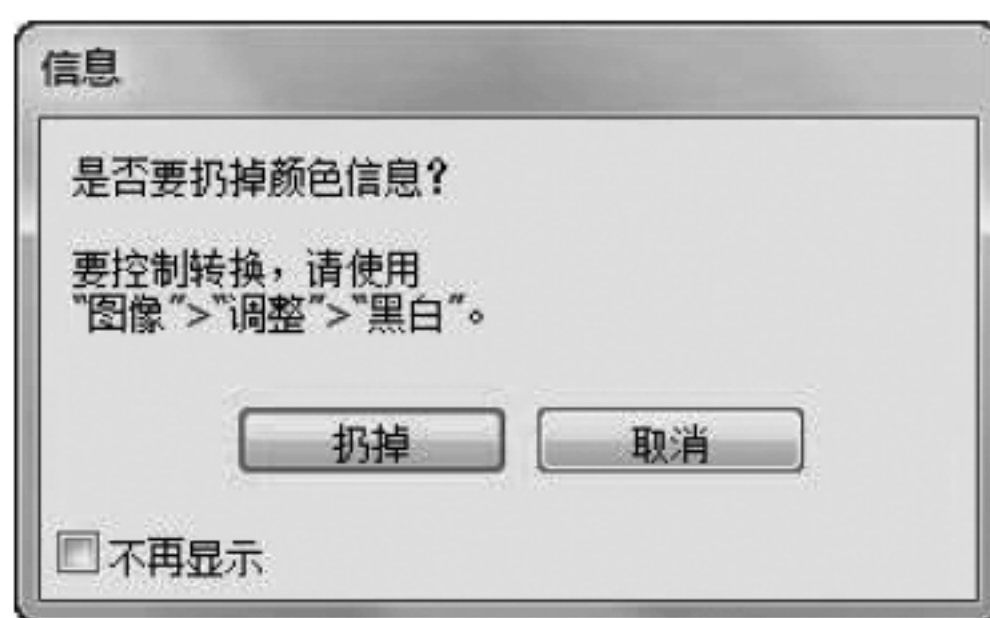 信息
是否要扔掉颜色信息?
要控制转换，请使用
"图像">"调整">"黑白"。
扔掉
取消
不再显示